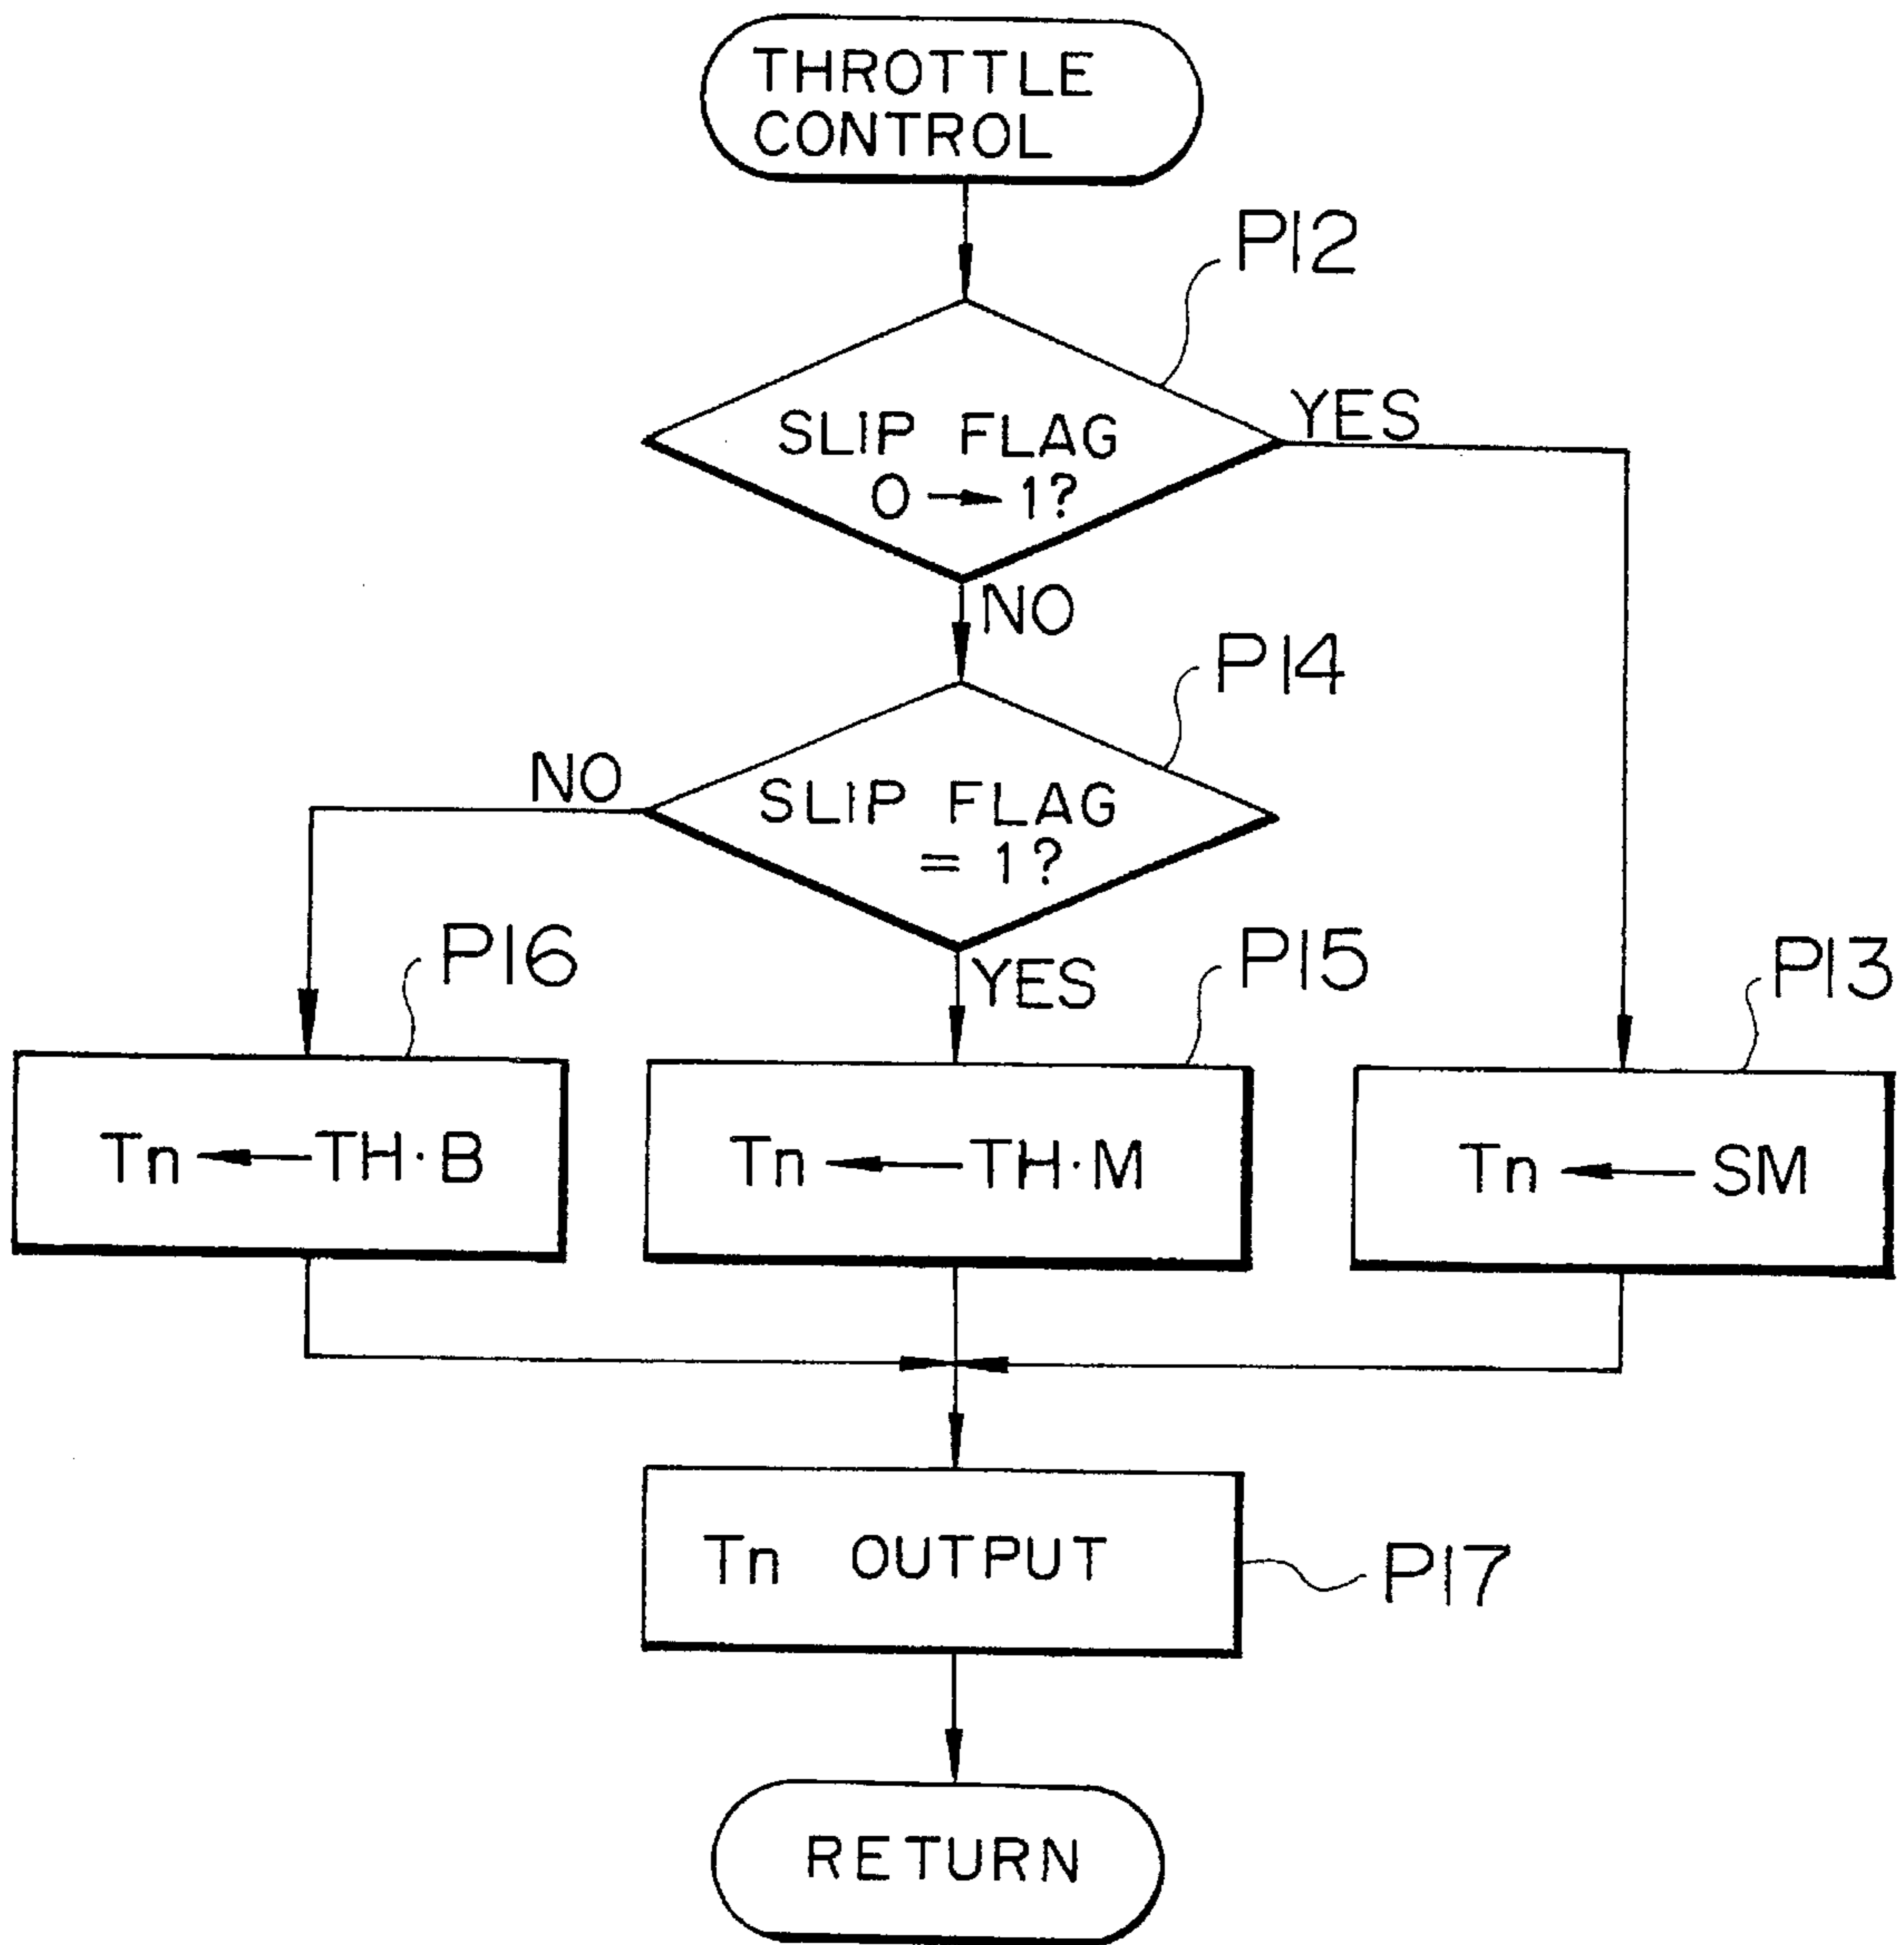 THROTTLE
CONTROL
P12
SLIP FLAG
0 → 1?
YES
NO
P14
SLIP FLAG
= 1?
NO
YES
P16
P15
P13
Tn ← TH·B
Tn ← TH·M
Tn ← SM
Tn OUTPUT
P17
RETURN